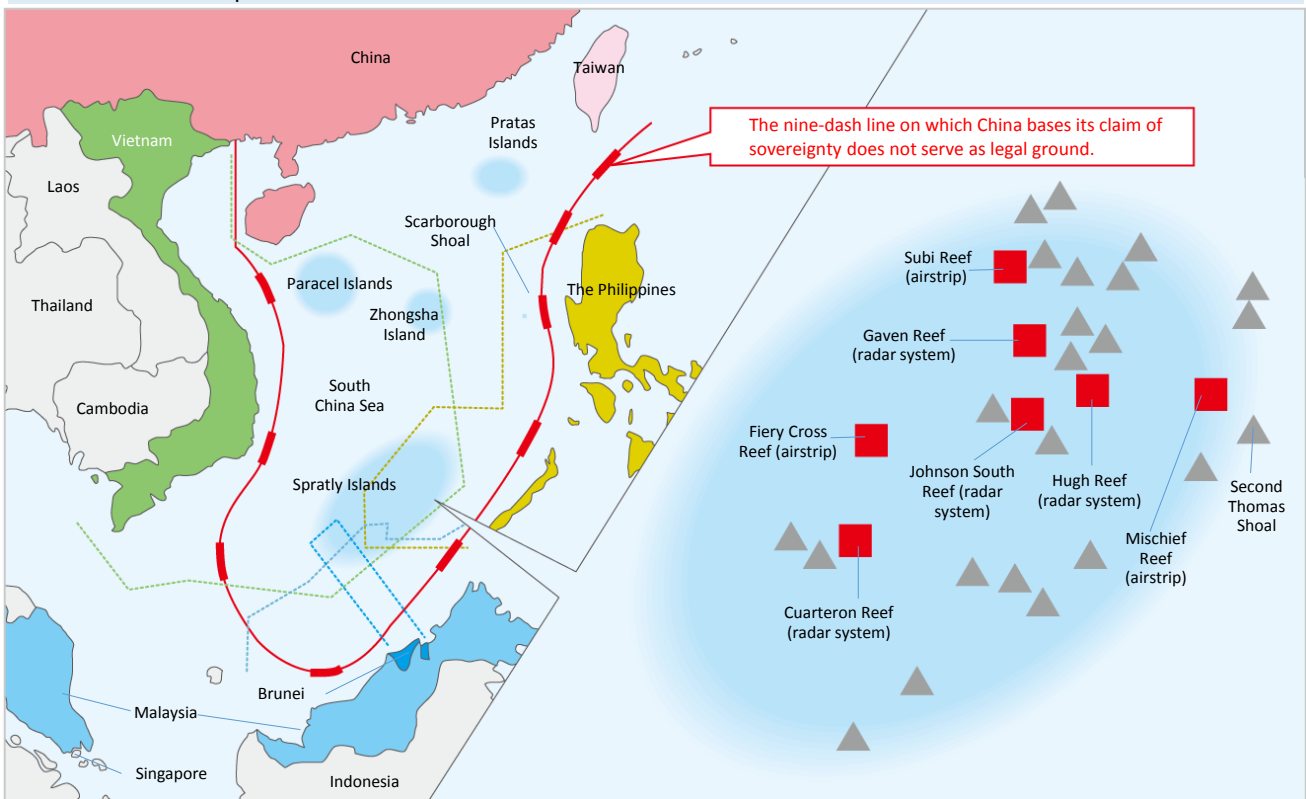 China
Taiwan
Vietnam
Laos
Pratas
Islands
The nine-dash line on which China bases its claim of
sovereignty does not serve as legal ground.
Scarborough
Shoal
Paracel Islands
Zhongsha
Island
The Philippines
Thailand
Cambodia
South
China Sea
Spratly Islands
Brunei
Malaysia
Singapore
Indonesia
Subi Reef
(airstrip)
Gaven Reef
(radar system)
Fiery Cross
Reef (airstrip)
Johnson South
Reef (radar
system)
Hugh Reef
(radar system)
Mischief
Reef
(airstrip)
Second
Thomas
Shoal
Cuarteron Reef
(radar system)